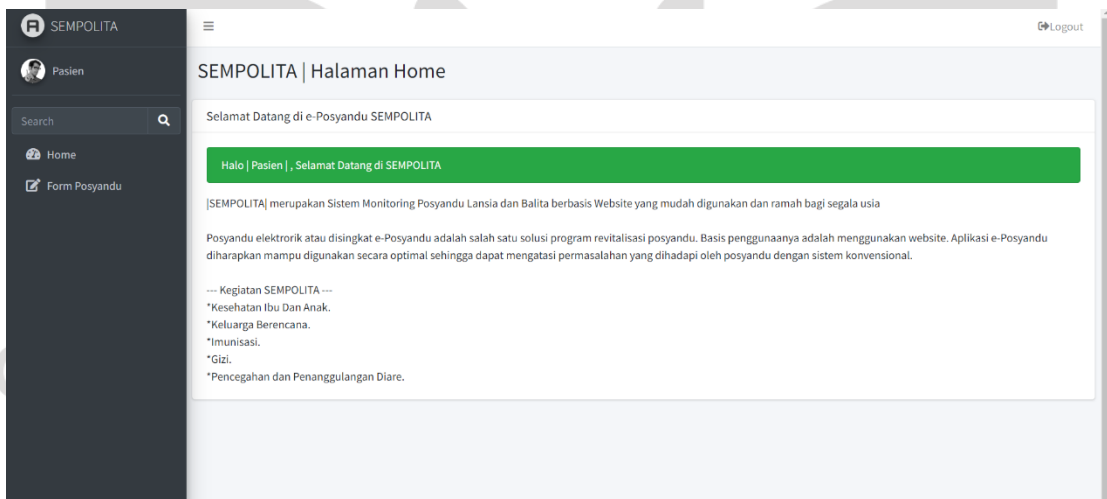 SEMPOLITA
Logout
Pasien
SEMPOLITA | Halaman Home
Search
Selamat Datang di e-Posyandu SEMPOLITA
Home
Halo | Pasien | , Selamat Datang di SEMPOLITA
Form Posyandu
|SEMPOLITA| merupakan Sistem Monitoring Posyandu Lansia dan Balita berbasis Website yang mudah digunakan dan ramah bagi segala usia
Posyandu elektrorik atau disingkat e-Posyandu adalah salah satu solusi program revitalisasi posyandu. Basis penggunaanya adalah menggunakan website. Aplikasi e-Posyandu
diharapkan mampu digunakan secara optimal sehingga dapat mengatasi permasalahan yang dihadapi oleh posyandu dengan sistem konvensional.
--- Kegiatan SEMPOLITA ---
*Kesehatan Ibu Dan Anak.
*Keluarga Berencana.
*Imunisasi.
*Gizi.
*Pencegahan dan Penanggulangan Diare.